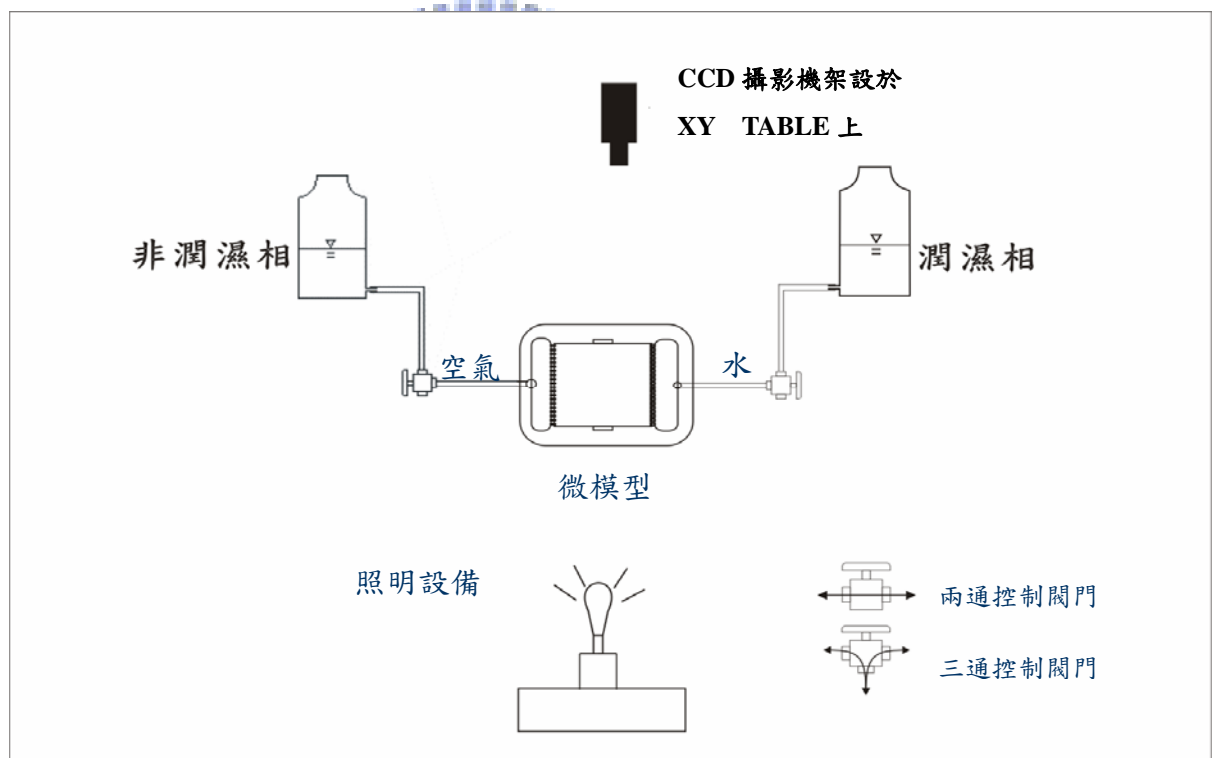 CCD 攝影機架設於
XY TABLE 上
非潤濕相
潤濕相
空氣
水
微模型
照明設備
兩通控制閥門
三通控制閥門